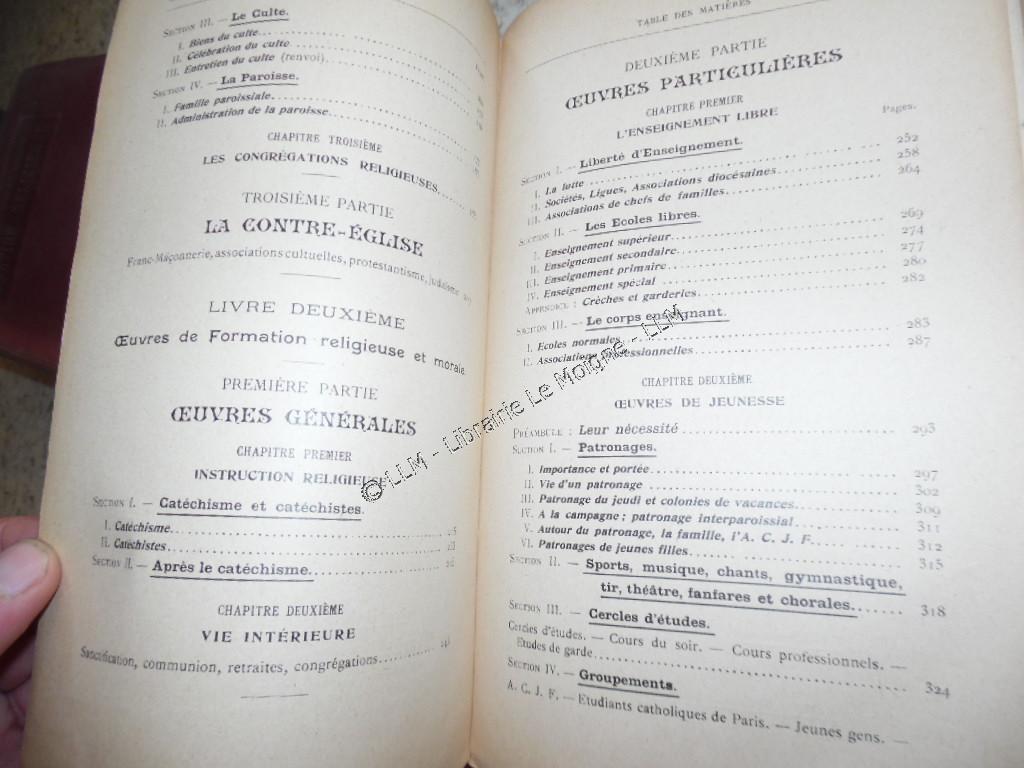 SECTION III. — Le Culte.
I. Biens du culte
II. Célébration du culte
III. Entretien du culte (renvoi)
SECTION IV. — La Paroisse.
I. Famille paroissiale
II. Administration de la paroisse
CHAPITRE TROISIÈME
LES CONGRÉGATIONS RELIGIEUSES
TROISIÈME PARTIE
LA CONTRE-ÉGLISE
Franc-Maçonnerie, associations cultuelles, protestantisme, judaïsme
LIVRE DEUXIÈME
Œuvres de Formation religieuse et morale
PREMIÈRE PARTIE
ŒUVRES GÉNÉRALES
CHAPITRE PREMIER
INSTRUCTION RELIGIEUSE
SECTION I. — Catéchisme et catéchistes.
I. Catéchisme
II. Catéchistes
SECTION II. — Après le catéchisme.
CHAPITRE DEUXIÈME
VIE INTÉRIEURE
Sanctification, communion, retraites, congrégations
TABLE DES MATIÈRES
DEUXIÈME PARTIE
ŒUVRES PARTICULIÈRES
CHAPITRE PREMIER
L'ENSEIGNEMENT LIBRE
Pages.
SECTION I. — Liberté d'Enseignement.
I. La lutte 252
II. Sociétés, Ligues, Associations diocésaines 258
III. Associations de chefs de familles 264
SECTION II. — Les Ecoles libres.
I. Enseignement supérieur 269
II. Enseignement secondaire 274
III. Enseignement primaire 277
IV. Enseignement spécial 280
APPENDICE : Crèches et garderies 282
SECTION III. — Le corps enseignant.
I. Ecoles normales 283
II. Associations professionnelles 287
CHAPITRE DEUXIÈME
ŒUVRES DE JEUNESSE
PRÉAMBULE : Leur nécessité 293
SECTION I. — Patronages.
I. Importance et portée 297
II. Vie d'un patronage 302
III. Patronage du jeudi et colonies de vacances 309
IV. A la campagne ; patronage interparoissial 311
V. Autour du patronage, la famille, l'A. C. J. F. 312
VI. Patronages de jeunes filles 315
SECTION II. — Sports, musique, chants, gymnastique,
tir, théâtre, fanfares et chorales 318
SECTION III. — Cercles d'études.
Cercles d'études. — Cours du soir. — Cours professionnels. —
Etudes de garde 324
SECTION IV. — Groupements.
A. C. J. F. — Etudiants catholiques de Paris. — Jeunes gens. —
© LLM - Librairie Le Moigne - LLM